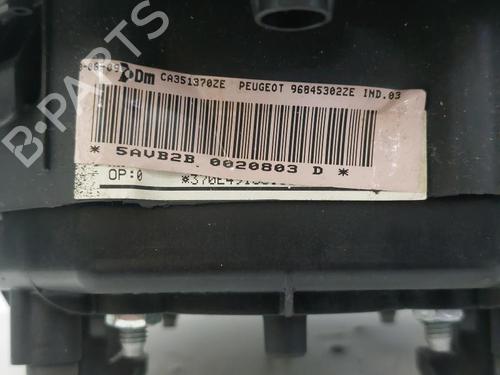 Dm CA351370ZE PEUGEOT 96845302ZE IND.03
* 5AVB2B 0020803 D *
OP:0
B-PARTS